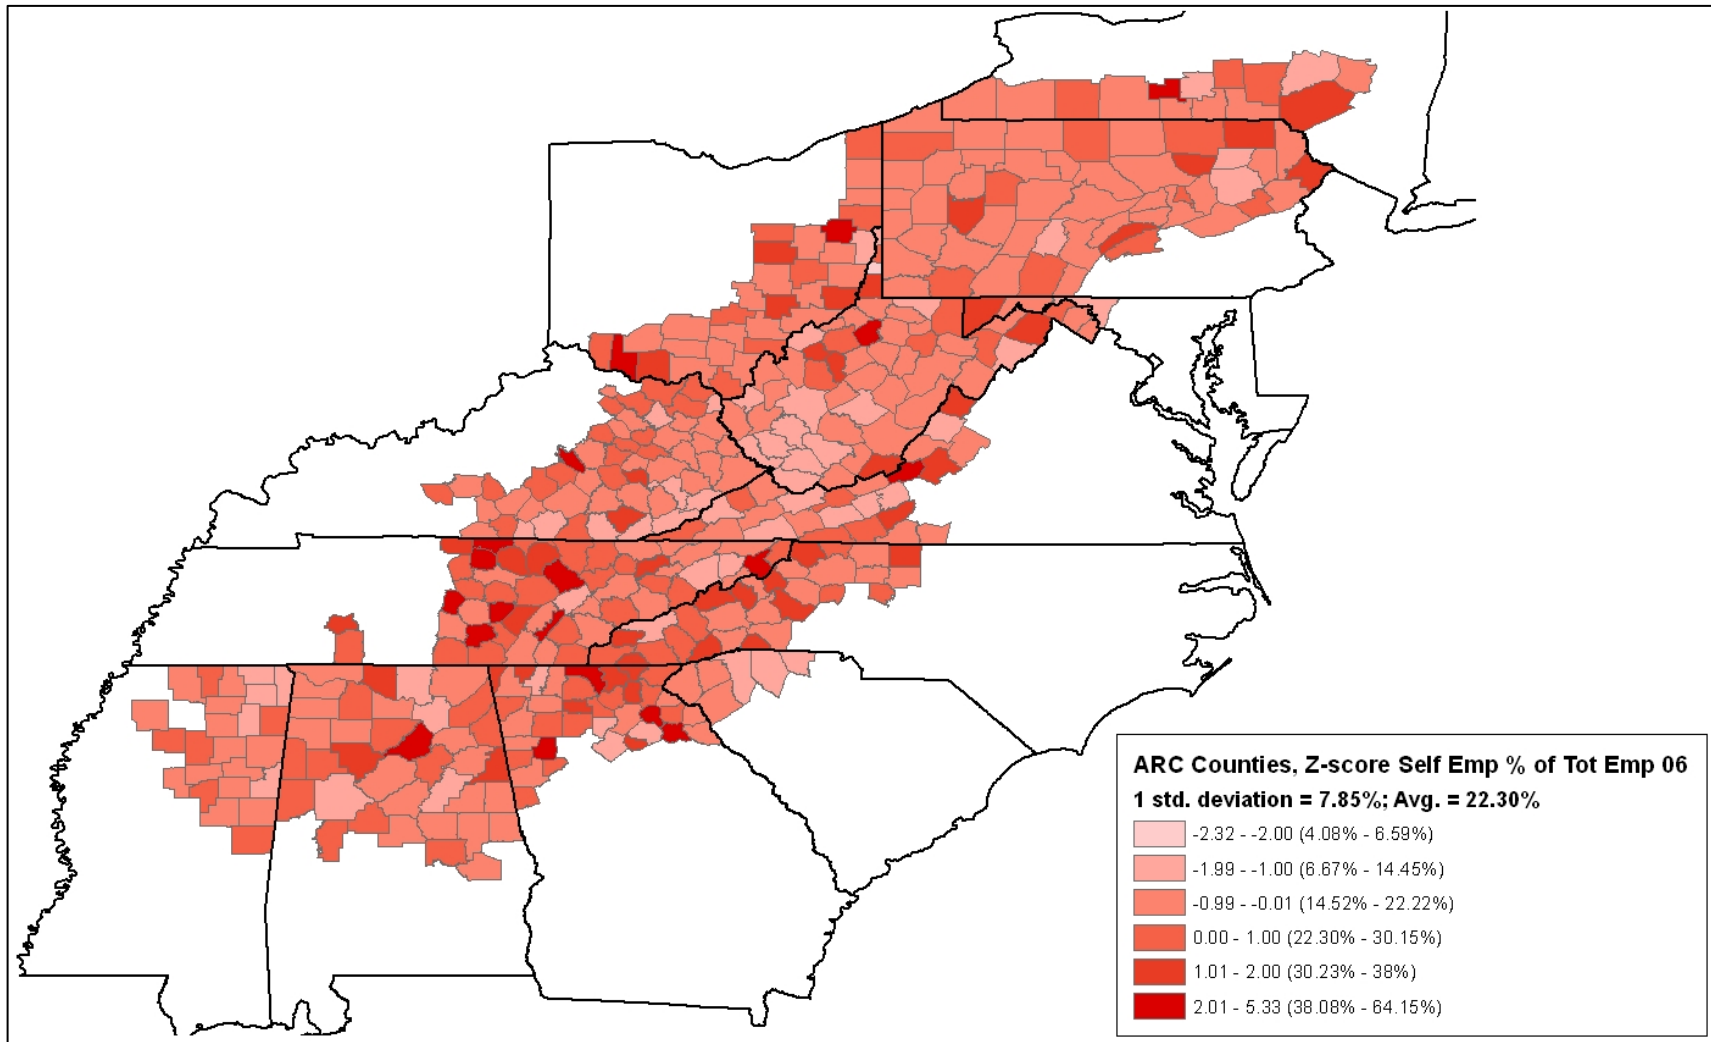 ARC Counties, Z-score Self Emp % of Tot Emp 06
1 std. deviation = 7.85%; Avg. = 22.30%
-2.32 - -2.00 (4.08% - 6.59%)
-1.99 - -1.00 (6.67% - 14.45%)
-0.99 - -0.01 (14.52% - 22.22%)
0.00 - 1.00 (22.30% - 30.15%)
1.01 - 2.00 (30.23% - 38%)
2.01 - 5.33 (38.08% - 64.15%)